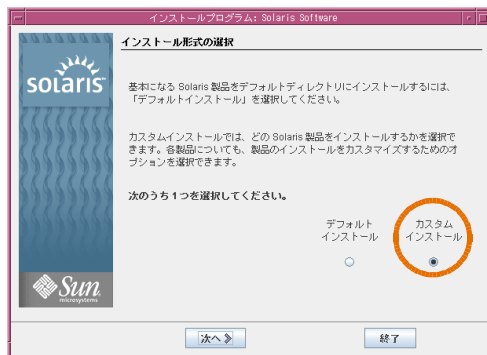 インストールプログラム: Solaris Software
インストール形式の選択
solaris
基本になる Solaris 製品をデフォルトディレクトリにインストールするには、
「デフォルトインストール」を選択してください。
カスタムインストールでは、どの Solaris 製品をインストールするかを選択で
きます。各製品についても、製品のインストールをカスタマイズするためのオ
プションを選択できます。
次のうち1つを選択してください。
デフォルト
インストール
カスタム
インストール
Sun
microsystems
次へ
終了